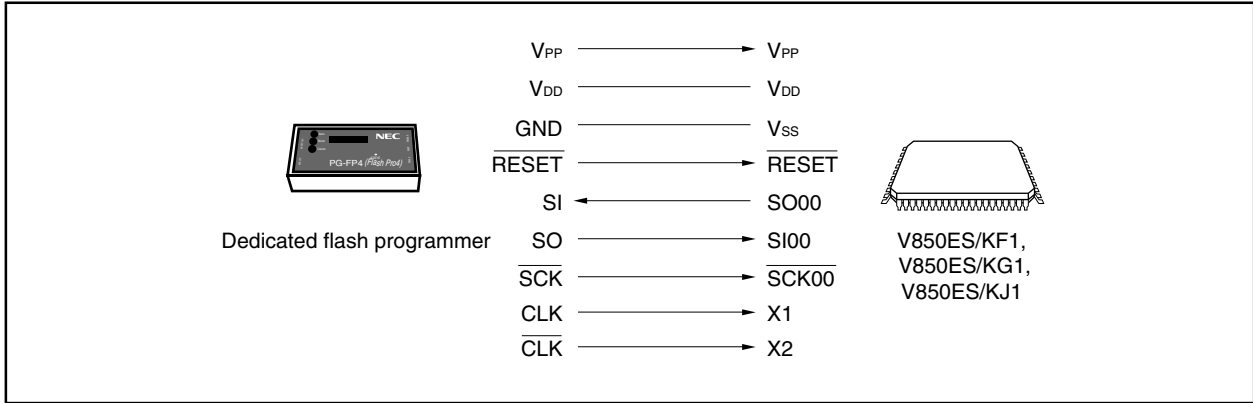 VPP VPP
VDD VDD
GND VSS
RESET RESET
SI SO00
SO SI00
SCK SCK00
CLK X1
CLK X2
NEC
PG-FP4 (Flash Pro4)
Dedicated flash programmer
V850ES/KF1,
V850ES/KG1,
V850ES/KJ1